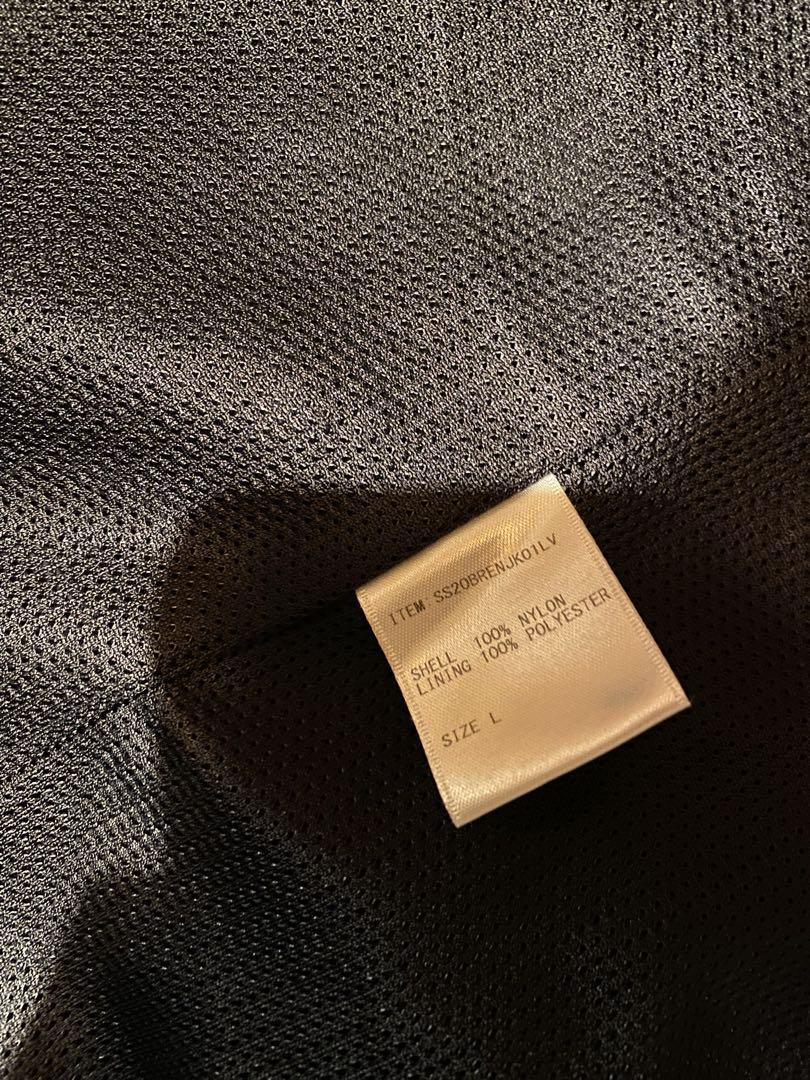 ITEM SS20BRENJK01LV
SHELL 100% NYLON
LINING 100% POLYESTER
SIZE L